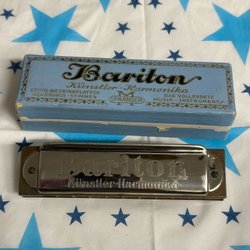 Bariton
Künstler-Harmonika
ECHTE MESSINGPLATTEN
DAS VOLLENDETE
MUSIK-INSTRUMENT
Bariton
Künstler-Harmonika